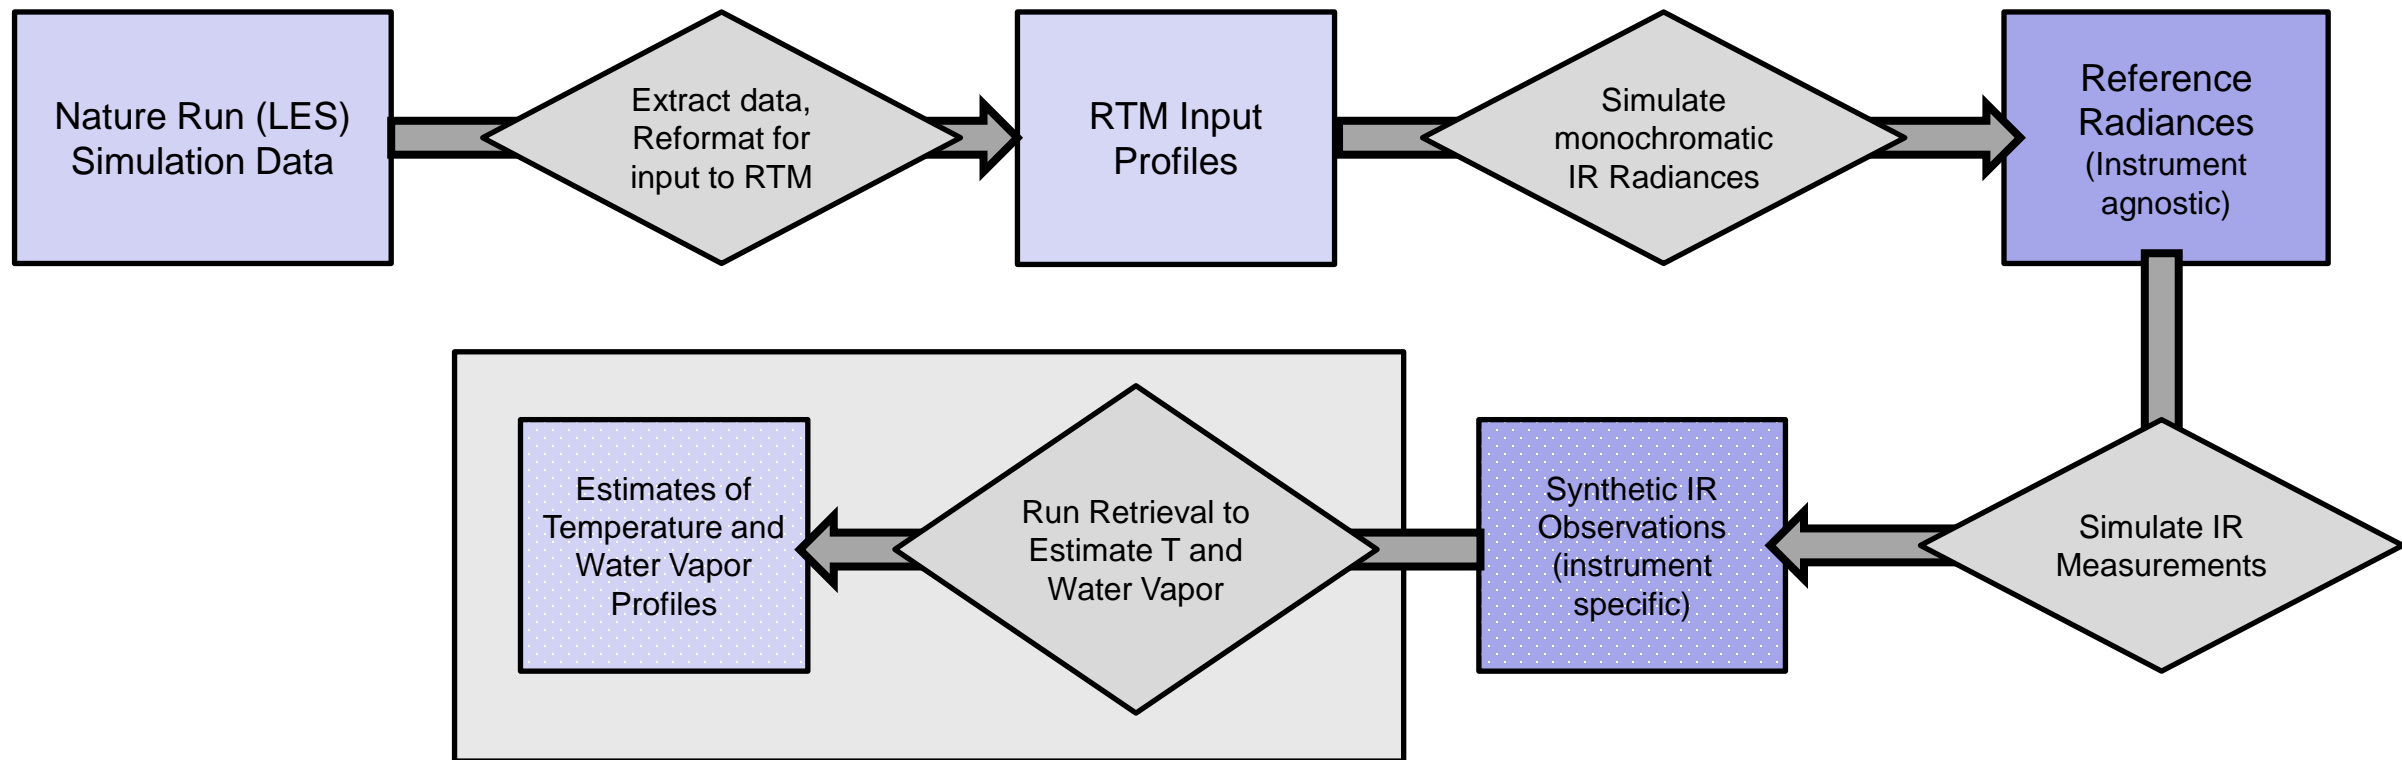 Nature Run (LES)
Simulation Data
Extract data,
Reformat for
input to RTM
RTM Input
Profiles
Simulate
monochromatic
IR Radiances
Reference
Radiances
(Instrument
agnostic)
Estimates of
Temperature and
Water Vapor
Profiles
Run Retrieval to
Estimate T and
Water Vapor
Synthetic IR
Observations
(instrument
specific)
Simulate IR
Measurements